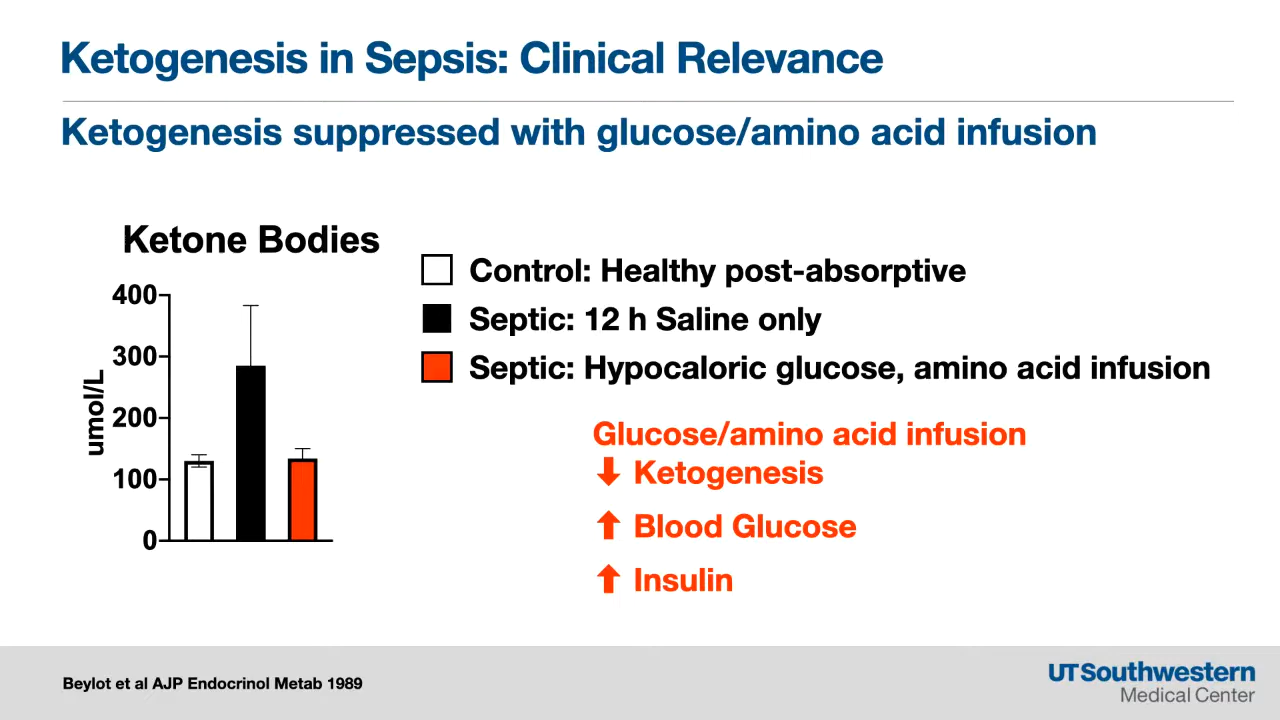 Ketogenesis in Sepsis: Clinical Relevance
Ketogenesis suppressed with glucose/amino acid infusion
Ketone Bodies
400
300
200
100
0
umol/L
Control: Healthy post-absorptive
Septic: 12 h Saline only
Septic: Hypocaloric glucose, amino acid infusion
Glucose/amino acid infusion
Ketogenesis
Blood Glucose
Insulin
Beylot et al AJP Endocrinol Metab 1989
UTSouthwestern
Medical Center